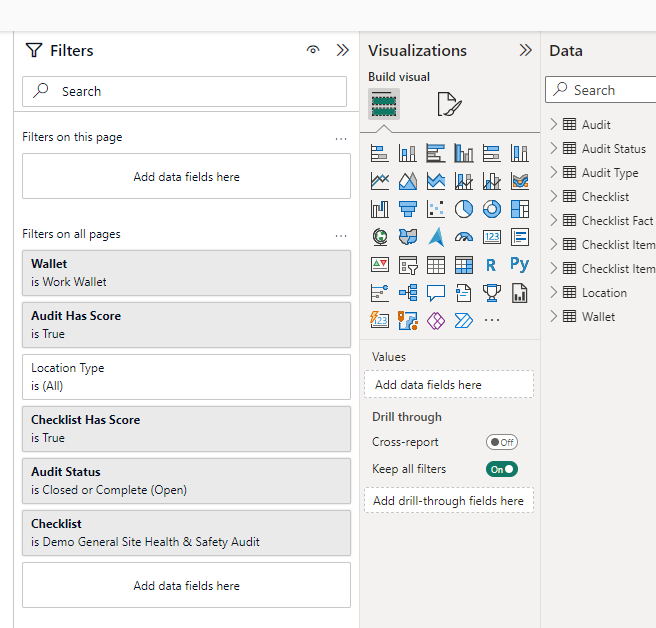 Filters
Search
Filters on this page
...
Add data fields here
Filters on all pages
...
Wallet
is Work Wallet
Audit Has Score
is True
Location Type
is (All)
Checklist Has Score
is True
Audit Status
is Closed or Complete (Open)
Checklist
is Demo General Site Health & Safety Audit
Add data fields here
Visualizations
Build visual
123
R
Py
123
...
Values
Add data fields here
Drill through
Cross-report
Off
Keep all filters
On
Add drill-through fields here
Data
Search
Audit
Audit Status
Audit Type
Checklist
Checklist Fact
Checklist Item
Checklist Item
Location
Wallet